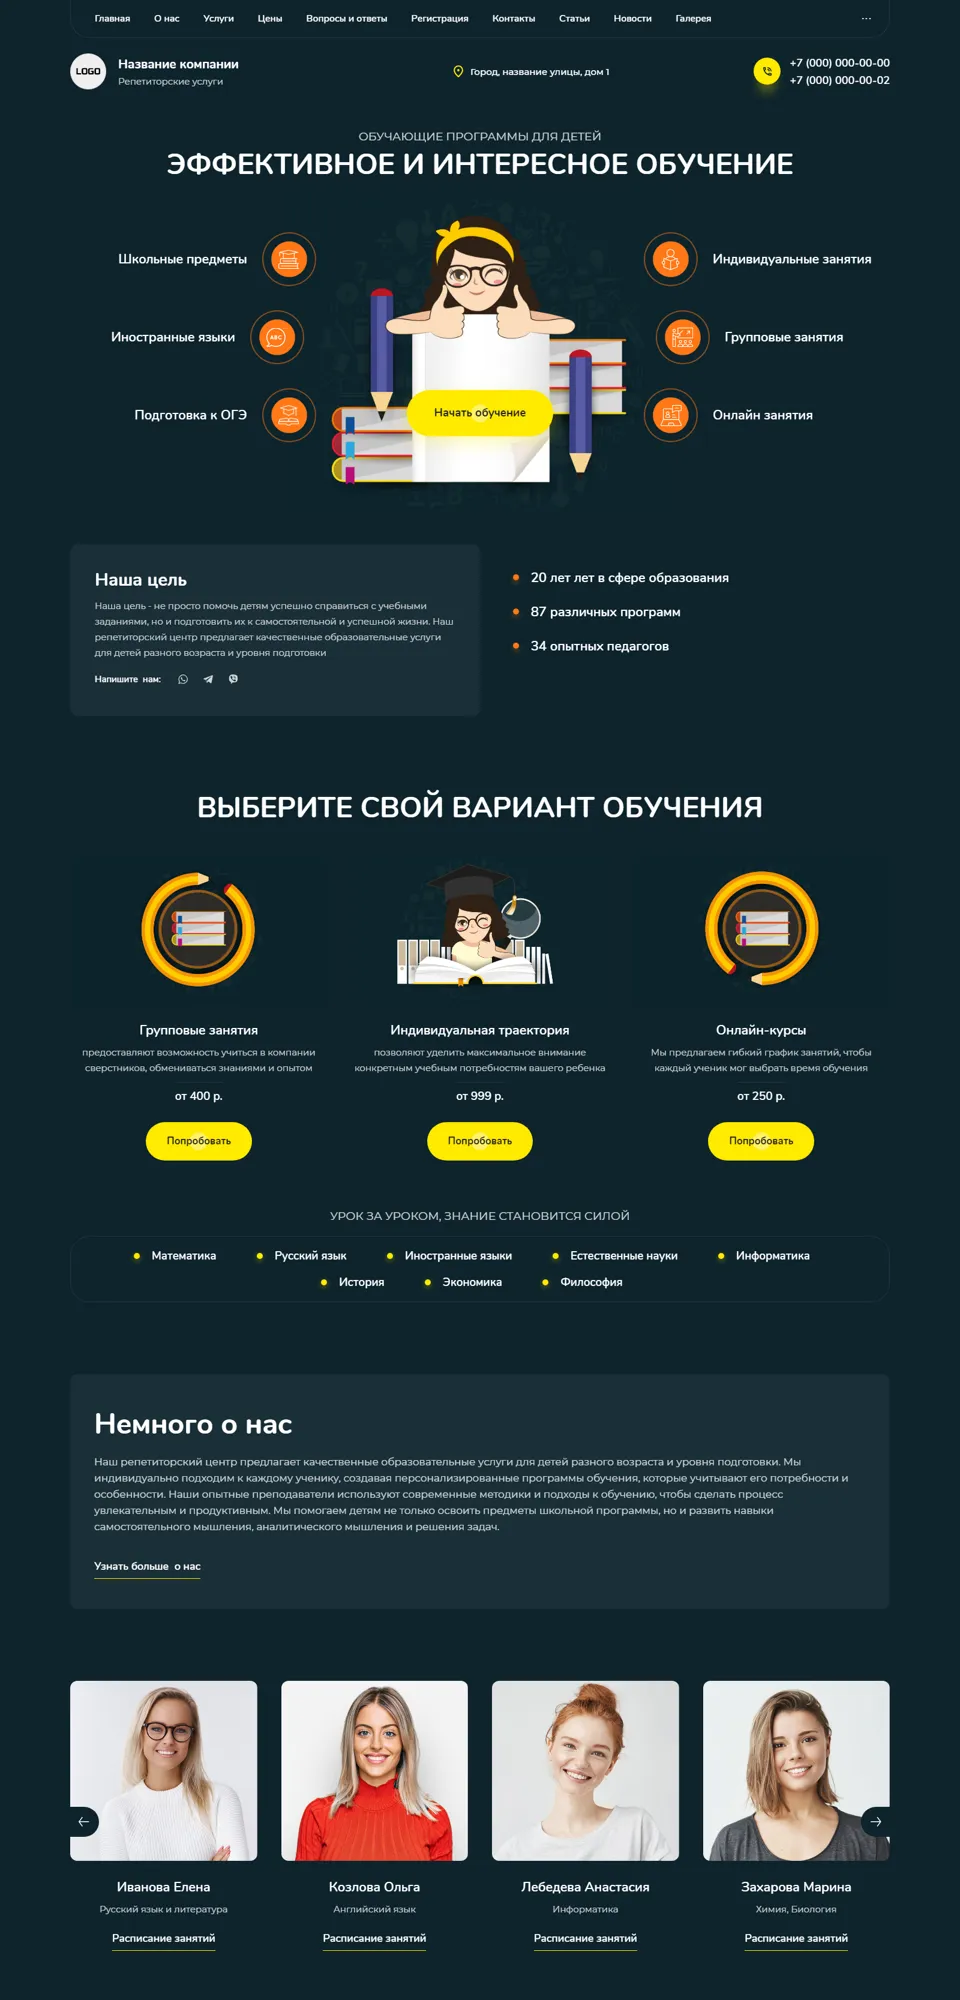 Главная О нас Услуги Цены Вопросы и ответы Регистрация Контакты Статьи Новости Галерея ...
LOGO
Название компании
Репетиторские услуги
Город, название улицы, дом 1
+7 (000) 000-00-00
+7 (000) 000-00-02
ОБУЧАЮЩИЕ ПРОГРАММЫ ДЛЯ ДЕТЕЙ
ЭФФЕКТИВНОЕ И ИНТЕРЕСНОЕ ОБУЧЕНИЕ
Школьные предметы
Иностранные языки
ABC
Подготовка к ОГЭ
Начать обучение
Индивидуальные занятия
Групповые занятия
Онлайн занятия
Наша цель
Наша цель - не просто помочь детям успешно справиться с учебными
заданиями, но и подготовить их к самостоятельной и успешной жизни. Наш
репетиторский центр предлагает качественные образовательные услуги
для детей разного возраста и уровня подготовки
Напишите нам:
20 лет лет в сфере образования
87 различных программ
34 опытных педагогов
ВЫБЕРИТЕ СВОЙ ВАРИАНТ ОБУЧЕНИЯ
Групповые занятия
предоставляют возможность учиться в компании
сверстников, обмениваться знаниями и опытом
от 400 р.
Попробовать
Индивидуальная траектория
позволяют уделить максимальное внимание
конкретным учебным потребностям вашего ребенка
от 999 р.
Попробовать
Онлайн-курсы
Мы предлагаем гибкий график занятий, чтобы
каждый ученик мог выбрать время обучения
от 250 р.
Попробовать
УРОК ЗА УРОКОМ, ЗНАНИЕ СТАНОВИТСЯ СИЛОЙ
Математика Русский язык Иностранные языки Естественные науки Информатика
История Экономика Философия
Немного о нас
Наш репетиторский центр предлагает качественные образовательные услуги для детей разного возраста и уровня подготовки. Мы
индивидуально подходим к каждому ученику, создавая персонализированные программы обучения, которые учитывают его потребности и
особенности. Наши опытные преподаватели используют современные методики и подходы к обучению, чтобы сделать процесс
увлекательным и продуктивным. Мы помогаем детям не только освоить предметы школьной программы, но и развить навыки
самостоятельного мышления, аналитического мышления и решения задач.
Узнать больше о нас
Иванова Елена
Русский язык и литература
Расписание занятий
Козлова Ольга
Английский язык
Расписание занятий
Лебедева Анастасия
Информатика
Расписание занятий
Захарова Марина
Химия, Биология
Расписание занятий